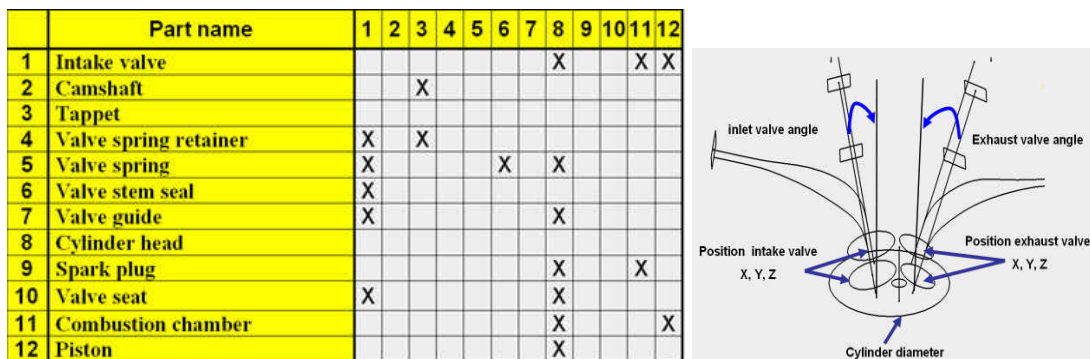 Part name 1 2 3 4 5 6 7 8 9 10 11 12
1 Intake valve X X X
2 Camshaft X
3 Tappet
4 Valve spring retainer X X
5 Valve spring X X X
6 Valve stem seal X
7 Valve guide X X
8 Cylinder head
9 Spark plug X X
10 Valve seat X X
11 Combustion chamber X X
12 Piston X
inlet valve angle
Exhaust valve angle
Position intake valve
X, Y, Z
Position exhaust valve
X, Y, Z
Cylinder diameter